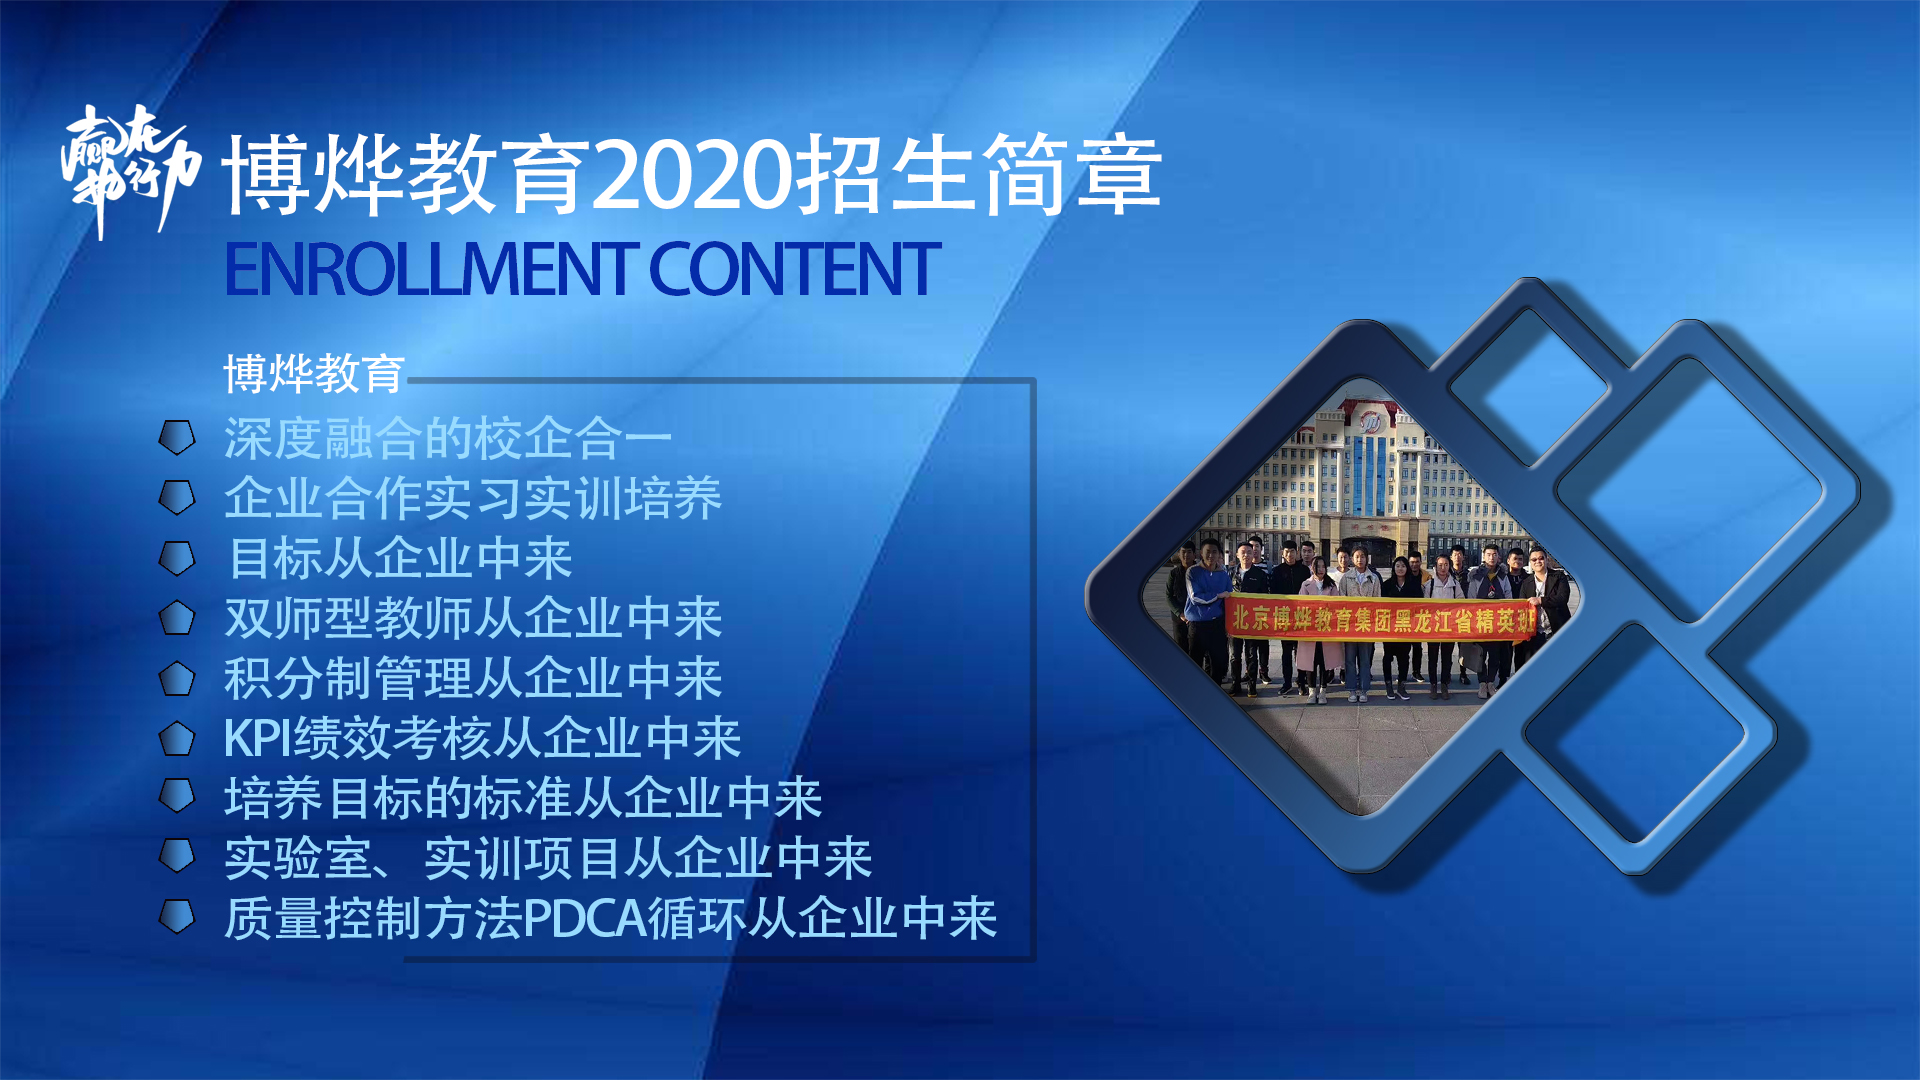 赢在执行力
博烨教育2020招生简章
ENROLLMENT CONTENT
博烨教育
深度融合的校企合一
企业合作实习实训培养
目标从企业中来
双师型教师从企业中来
积分制管理从企业中来
KPI绩效考核从企业中来
培养目标的标准从企业中来
实验室、实训项目从企业中来
质量控制方法PDCA循环从企业中来
北京博烨教育集团黑龙江省精英班